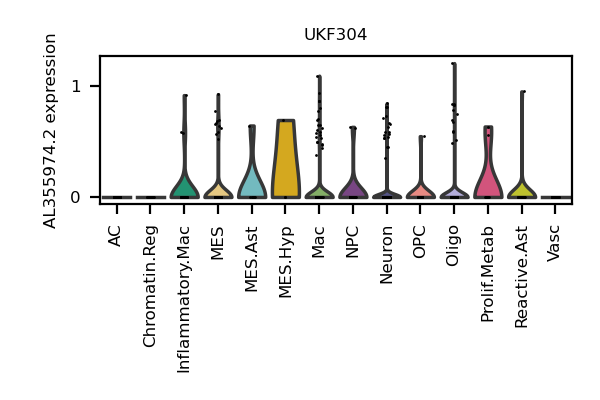 UKF304
AL355974.2 expression
1
0
AC
Chromatin.Reg
Inflammatory.Mac
MES
MES.Ast
MES.Hyp
Mac
NPC
Neuron
OPC
Oligo
Prolif.Metab
Reactive.Ast
Vasc